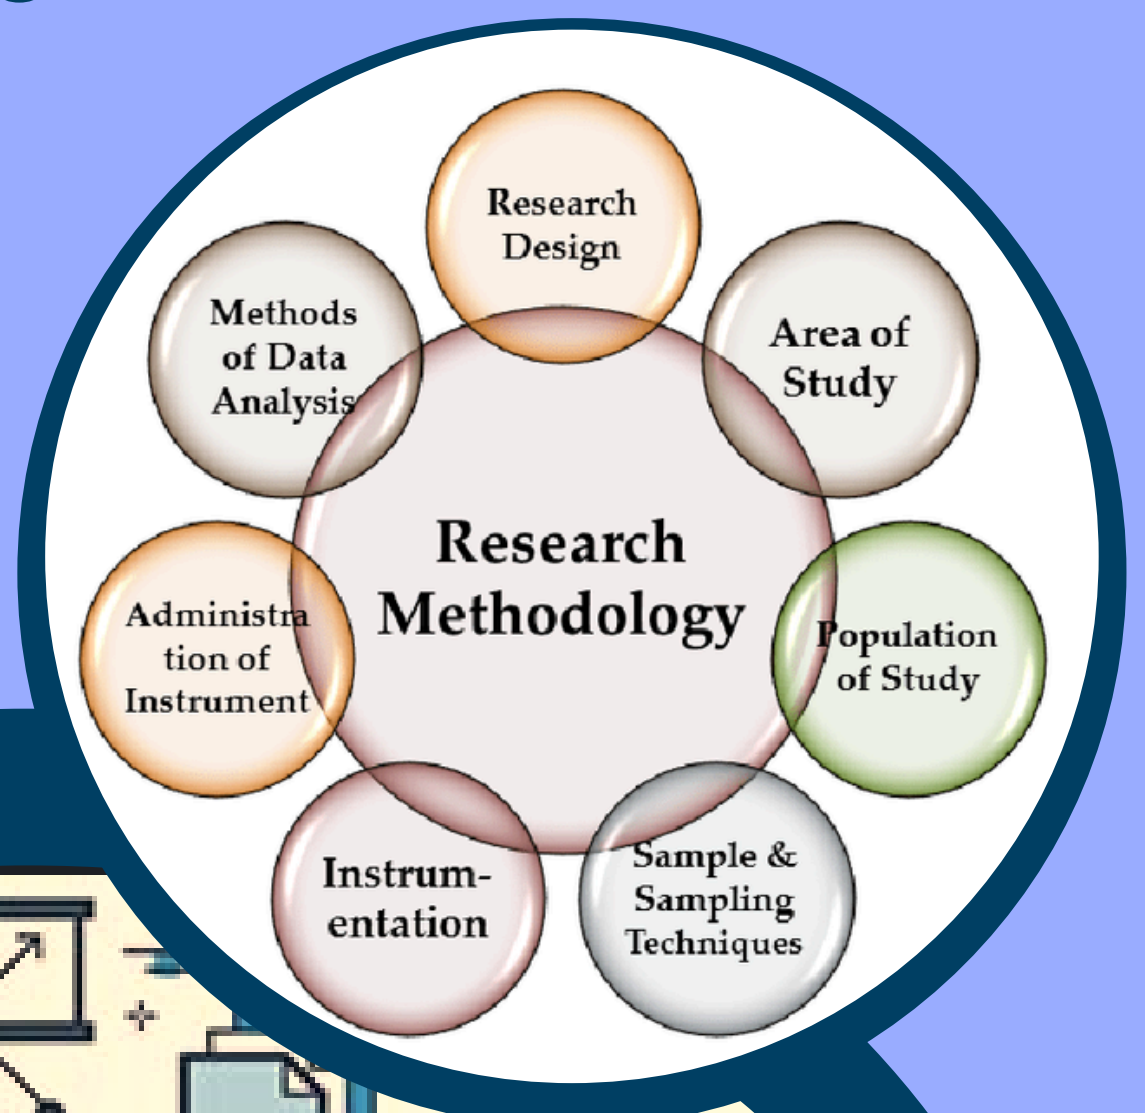 Research
Design
Area of
Study
Population
of Study
Sample &
Sampling
Techniques
Instrum-
entation
Administra
tion of
Instrument
Methods
of Data
Analysis
Research
Methodology